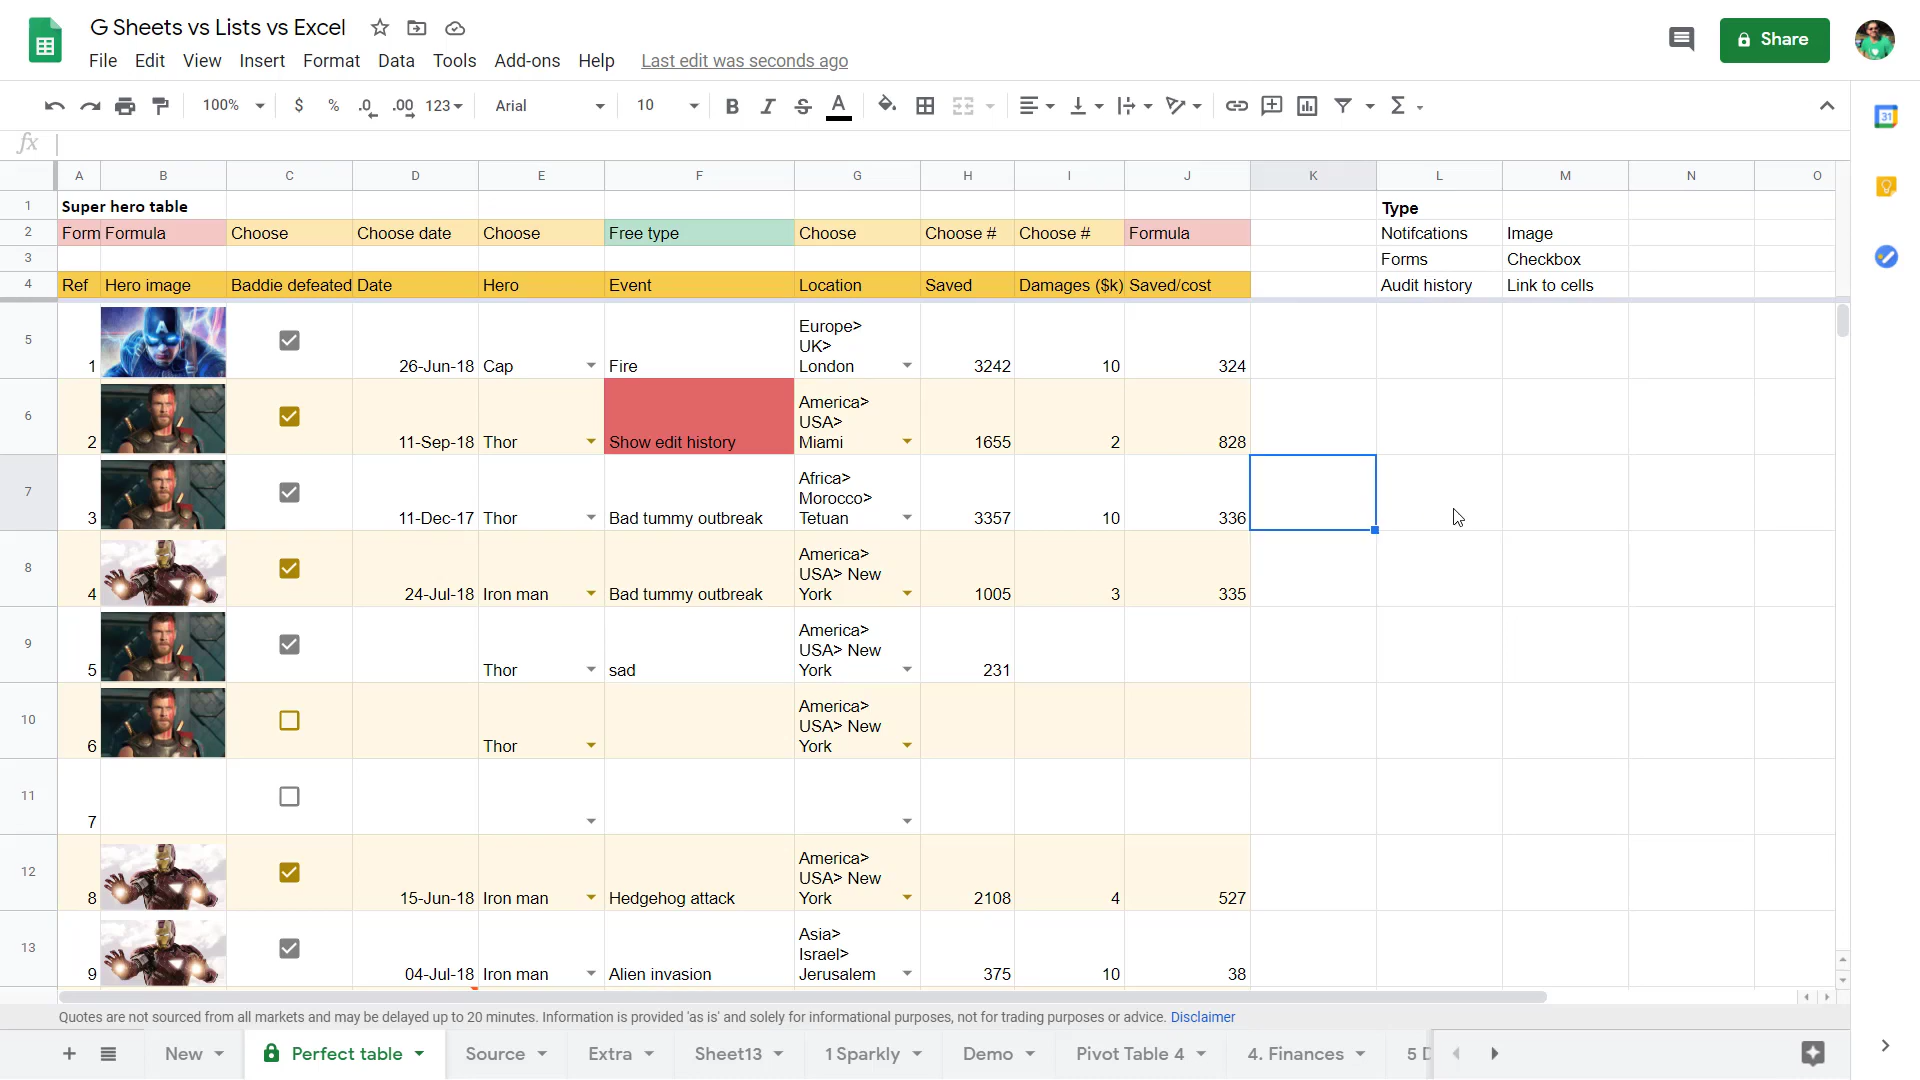 G Sheets vs Lists vs Excel
File Edit View Insert Format Data Tools Add-ons Help Last edit was seconds ago
Share
100% $ % .0 .00 123 Arial 10 B I S A Σ
31
fx
A B C D E F G H I J K L M N O
1 Super hero table Type
2 Form Formula Choose Choose date Choose Free type Choose Choose # Choose # Formula Notifcations Image
3 Forms Checkbox
4 Ref Hero image Baddie defeated Date Hero Event Location Saved Damages ($k) Saved/cost Audit history Link to cells
Europe>
5 UK>
1 26-Jun-18 Cap Fire London 3242 10 324
America>
6 USA>
2 11-Sep-18 Thor Show edit history Miami 1655 2 828
Africa>
7 Morocco>
3 11-Dec-17 Thor Bad tummy outbreak Tetuan 3357 10 336
America>
8 USA> New
4 24-Jul-18 Iron man Bad tummy outbreak York 1005 3 335
America>
9 USA> New
5 Thor sad York 231
America>
10 USA> New
6 Thor York
11
7
America>
12 USA> New
8 15-Jun-18 Iron man Hedgehog attack York 2108 4 527
Asia>
13 Israel>
9 04-Jul-18 Iron man Alien invasion Jerusalem 375 10 38
Quotes are not sourced from all markets and may be delayed up to 20 minutes. Information is provided 'as is' and solely for informational purposes, not for trading purposes or advice. Disclaimer
+ New Perfect table Source Extra Sheet13 1 Sparkly Demo Pivot Table 4 4. Finances 5 D